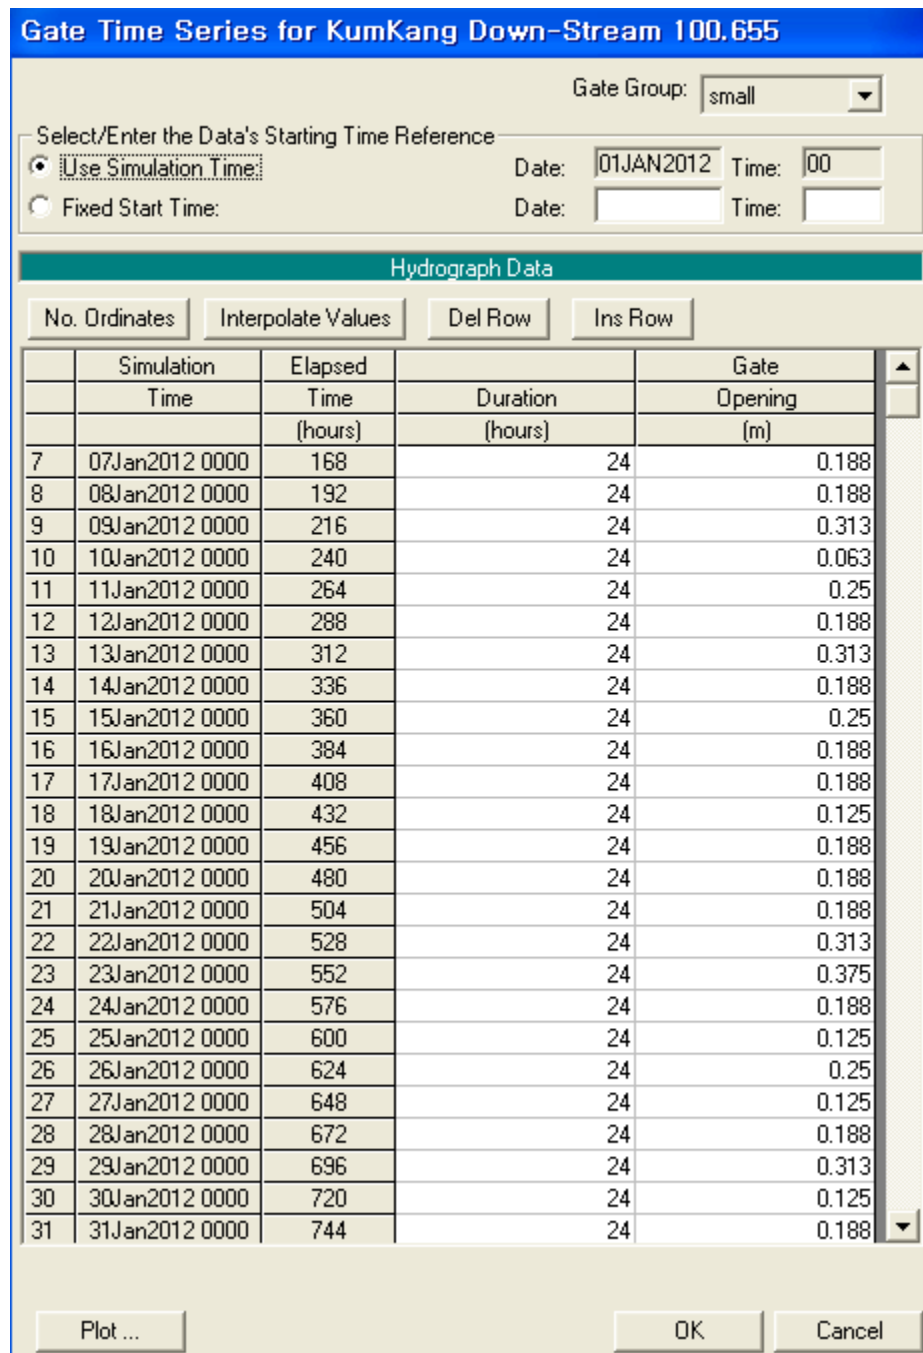 Gate Time Series for KumKang Down-Stream 100.655
Gate Group: small
Select/Enter the Data's Starting Time Reference
Use Simulation Time: Date: 01JAN2012 Time: 00
Fixed Start Time: Date: Time:
Hydrograph Data
No. Ordinates Interpolate Values Del Row Ins Row
Simulation Elapsed Gate
Time Time Duration Opening
(hours) (hours) (m)
7 07Jan2012 0000 168 24 0.188
8 08Jan2012 0000 192 24 0.188
9 09Jan2012 0000 216 24 0.313
10 10Jan2012 0000 240 24 0.063
11 11Jan2012 0000 264 24 0.25
12 12Jan2012 0000 288 24 0.188
13 13Jan2012 0000 312 24 0.313
14 14Jan2012 0000 336 24 0.188
15 15Jan2012 0000 360 24 0.25
16 16Jan2012 0000 384 24 0.188
17 17Jan2012 0000 408 24 0.188
18 18Jan2012 0000 432 24 0.125
19 19Jan2012 0000 456 24 0.188
20 20Jan2012 0000 480 24 0.188
21 21Jan2012 0000 504 24 0.188
22 22Jan2012 0000 528 24 0.313
23 23Jan2012 0000 552 24 0.375
24 24Jan2012 0000 576 24 0.188
25 25Jan2012 0000 600 24 0.125
26 26Jan2012 0000 624 24 0.25
27 27Jan2012 0000 648 24 0.125
28 28Jan2012 0000 672 24 0.188
29 29Jan2012 0000 696 24 0.313
30 30Jan2012 0000 720 24 0.125
31 31Jan2012 0000 744 24 0.188
Plot ... OK Cancel